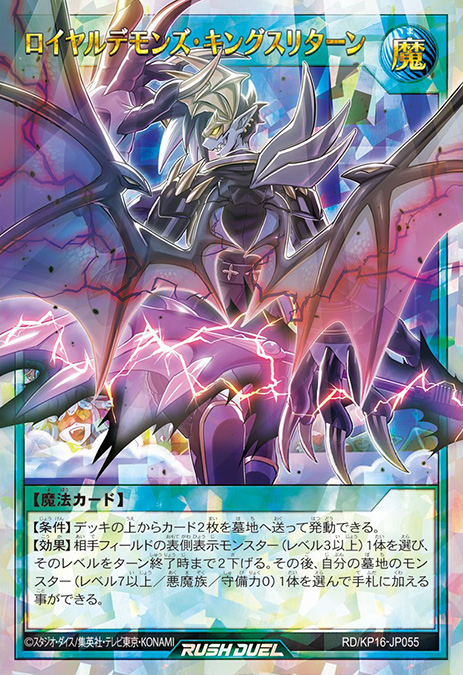 ロイヤルデモンズ・キングスリターン
魔
【魔法カード】
【条件】デッキの上からカード2枚を墓地へ送って発動できる。
【効果】相手フィールドの表側表示モンスター(レベル3以上)1体を選び、
そのレベルをターン終了時まで2下げる。その後、自分の墓地のモン
スター(レベル7以上/悪魔族/守備力0)1体を選んで手札に加える
事ができる。
©スタジオ・ダイス/集英社・テレビ東京・KONAMI
RUSH DUEL
RD/KP16-JP055